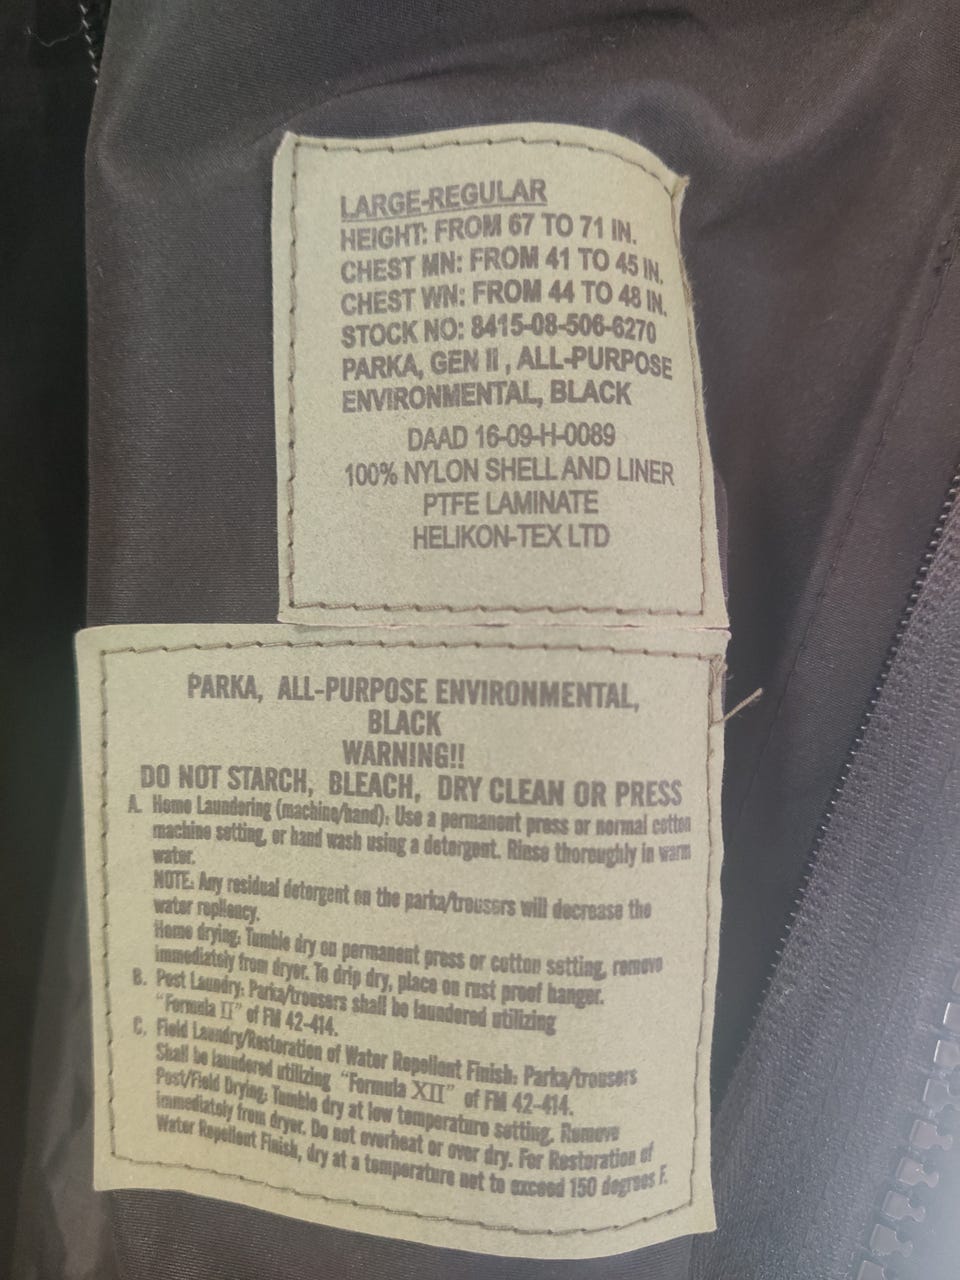 LARGE-REGULAR
HEIGHT: FROM 67 TO 71 IN.
CHEST MN: FROM 41 TO 45 IN.
CHEST WN: FROM 44 TO 48 IN.
STOCK NO: 8415-08-506-6270
PARKA, GEN II , ALL-PURPOSE
ENVIRONMENTAL, BLACK
DAAD 16-09-H-0089
100% NYLON SHELL AND LINER
PTFE LAMINATE
HELIKON-TEX LTD
PARKA, ALL-PURPOSE ENVIRONMENTAL,
BLACK
WARNING!!
DO NOT STARCH, BLEACH, DRY CLEAN OR PRESS
A. Home Laundering (machine/hand): Use a permanent press or normal cotton
machine setting, or hand wash using a detergent. Rinse thoroughly in warm
water.
NOTE: Any residual detergent on the parka/trousers will decrease the
water repllency.
Home drying: Tumble dry on permanent press or cotton setting, remove
immediately from dryer. To drip dry, place on rust proof hanger.
B. Post Laundry: Parka/trousers shall be laundered utilizing
"Formula II" of FM 42-414.
C. Field Laundry/Restoration of Water Repellent Finish: Parka/trousers
Shall be laundered utilizing "Formula XII" of FM 42-414.
Post/Field Drying: Tumble dry at low temperature setting. Remove
immediately from dryer. Do not overheat or over dry. For Restoration of
Water Repellent Finish, dry at a temperature not to exceed 150 degrees F.